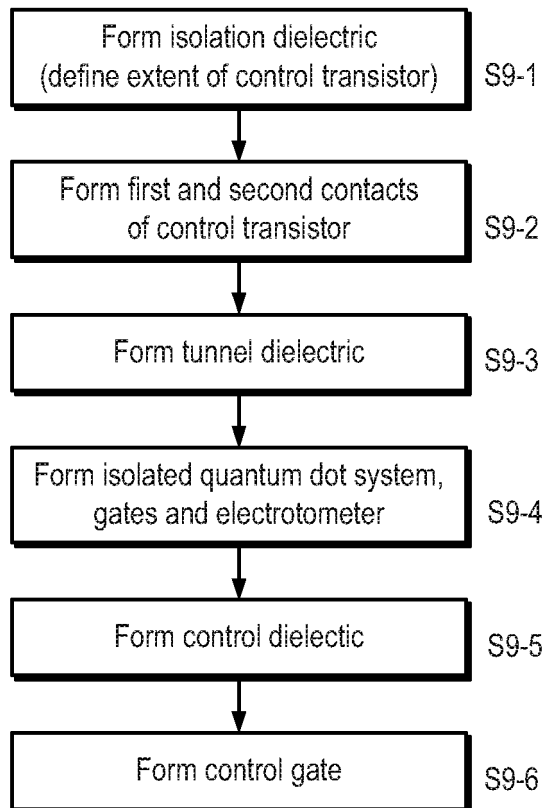 Form isolation dielectric
(define extent of control transistor)
S9-1
Form first and second contacts
of control transistor
S9-2
Form tunnel dielectric
S9-3
Form isolated quantum dot system,
gates and electrotometer
S9-4
Form control dielectic
S9-5
Form control gate
S9-6